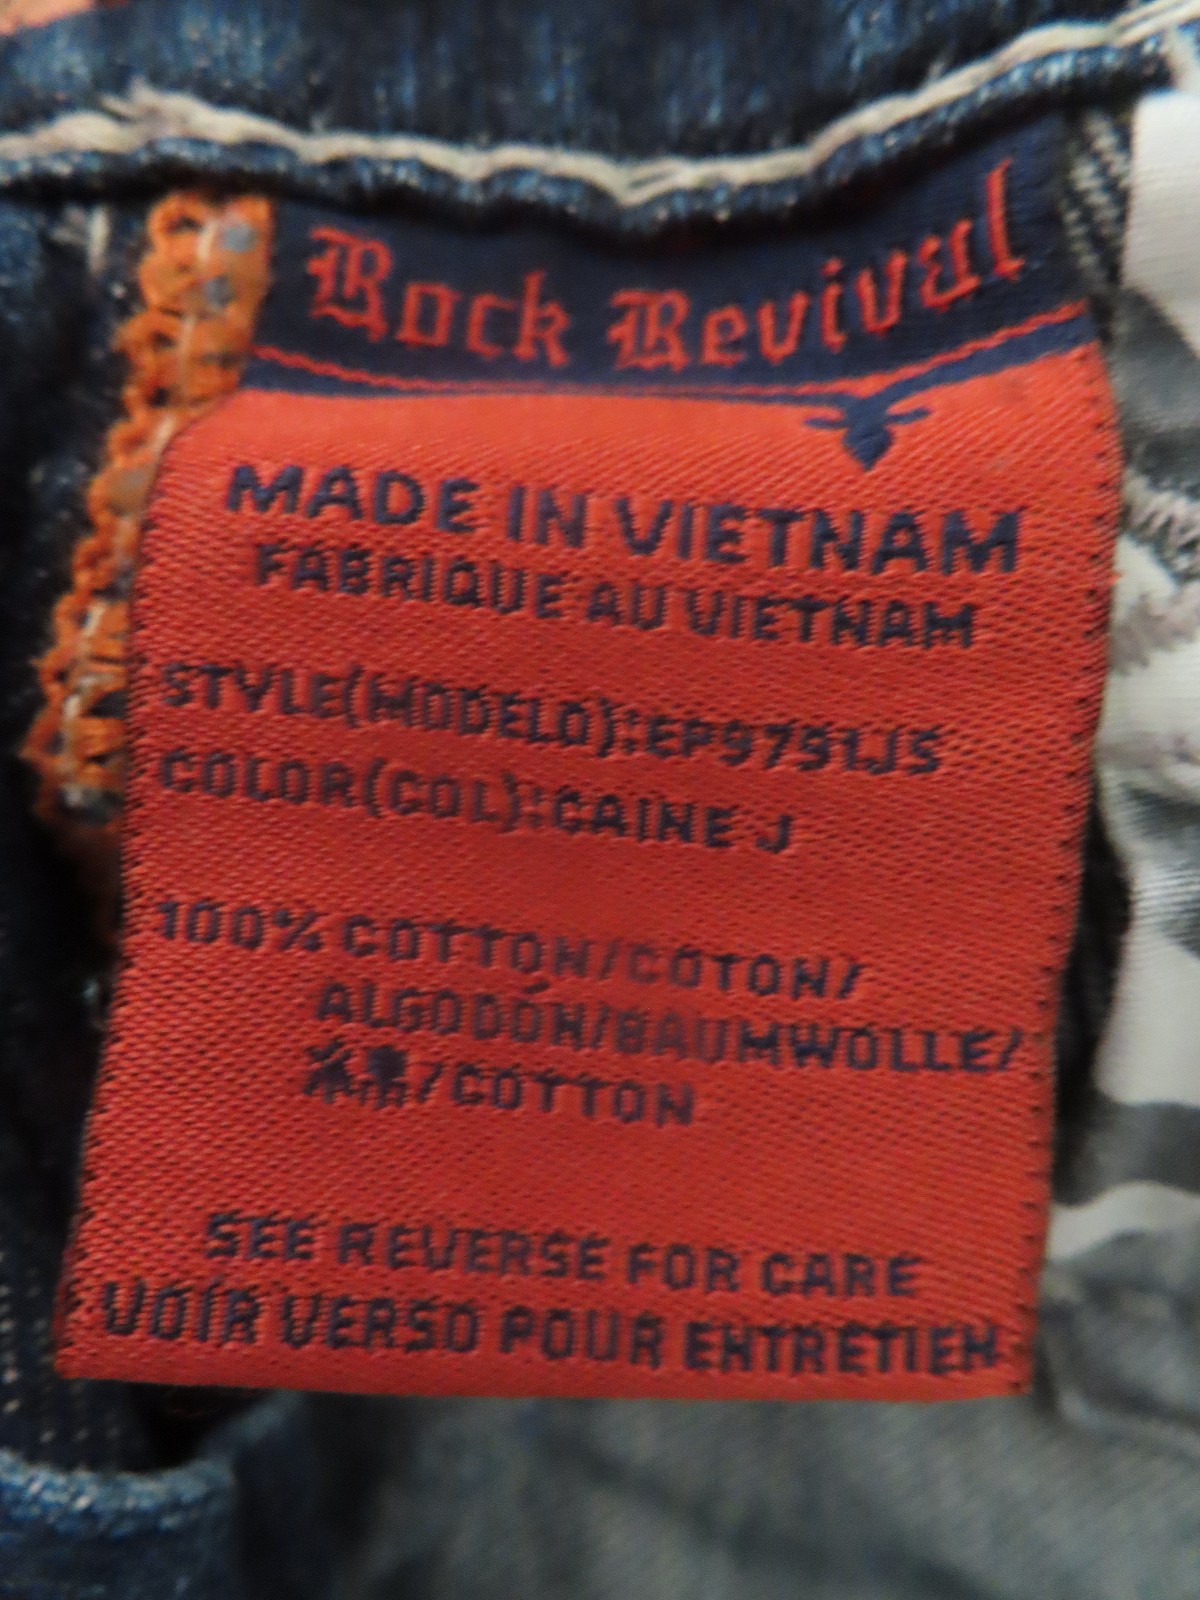 Rock Revival
MADE IN VIETNAM
FABRIQUE AU VIETNAM
STYLE(MODELO):EP9791J5
COLOR(COL):CAINE J
100% COTTON/COTON/
ALGODÓN/BAUMWOLLE/
/COTTON
SEE REVERSE FOR CARE
VOIR VERSO POUR ENTRETIEN